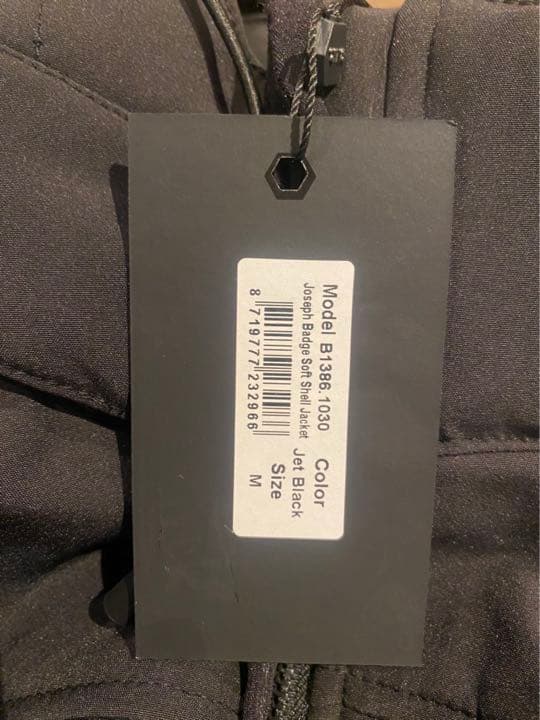 Model B1386.1030
Joseph Badge Soft Shell Jacket
8 719777 232966
Color
Jet Black
Size
M